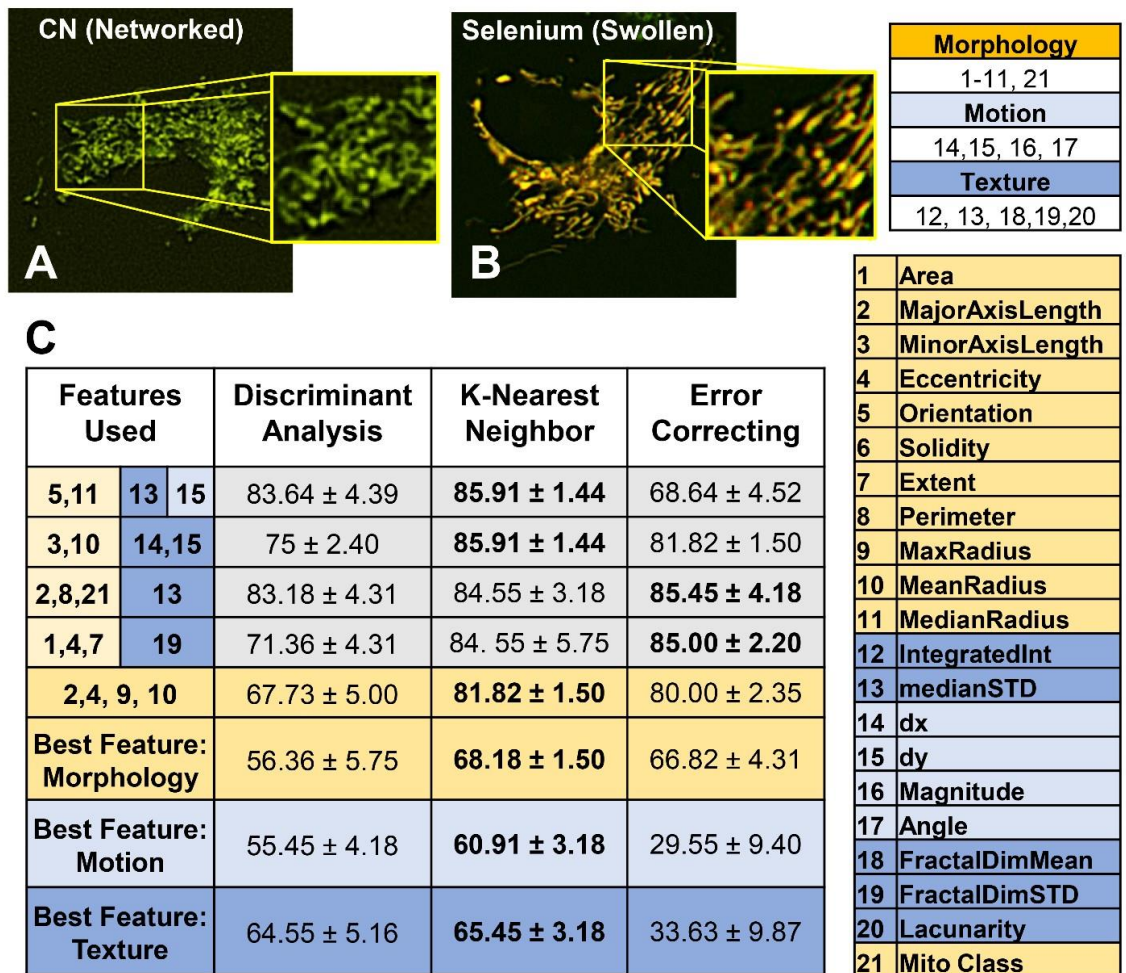 CN (Networked)
A
Selenium (Swollen)
B
Morphology
1-11, 21
Motion
14,15, 16, 17
Texture
12, 13, 18,19,20
C
Features Used Discriminant Analysis K-Nearest Neighbor Error Correcting
5,11 13 15 83.64 ± 4.39 85.91 ± 1.44 68.64 ± 4.52
3,10 14,15 75 ± 2.40 85.91 ± 1.44 81.82 ± 1.50
2,8,21 13 83.18 ± 4.31 84.55 ± 3.18 85.45 ± 4.18
1,4,7 19 71.36 ± 4.31 84. 55 ± 5.75 85.00 ± 2.20
2,4, 9, 10 67.73 ± 5.00 81.82 ± 1.50 80.00 ± 2.35
Best Feature: Morphology 56.36 ± 5.75 68.18 ± 1.50 66.82 ± 4.31
Best Feature: Motion 55.45 ± 4.18 60.91 ± 3.18 29.55 ± 9.40
Best Feature: Texture 64.55 ± 5.16 65.45 ± 3.18 33.63 ± 9.87
1 Area
2 MajorAxisLength
3 MinorAxisLength
4 Eccentricity
5 Orientation
6 Solidity
7 Extent
8 Perimeter
9 MaxRadius
10 MeanRadius
11 MedianRadius
12 IntegratedInt
13 medianSTD
14 dx
15 dy
16 Magnitude
17 Angle
18 FractalDimMean
19 FractalDimSTD
20 Lacunarity
21 Mito Class